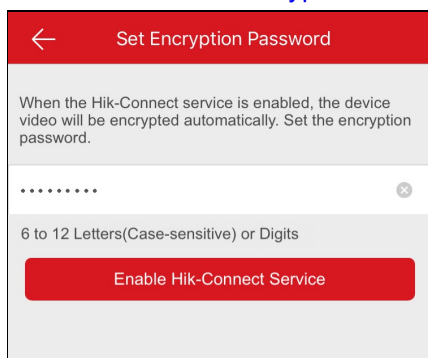 Set Encryption Password
When the Hik-Connect service is enabled, the device
video will be encrypted automatically. Set the encryption
password.
•••••••••
6 to 12 Letters(Case-sensitive) or Digits
Enable Hik-Connect Service